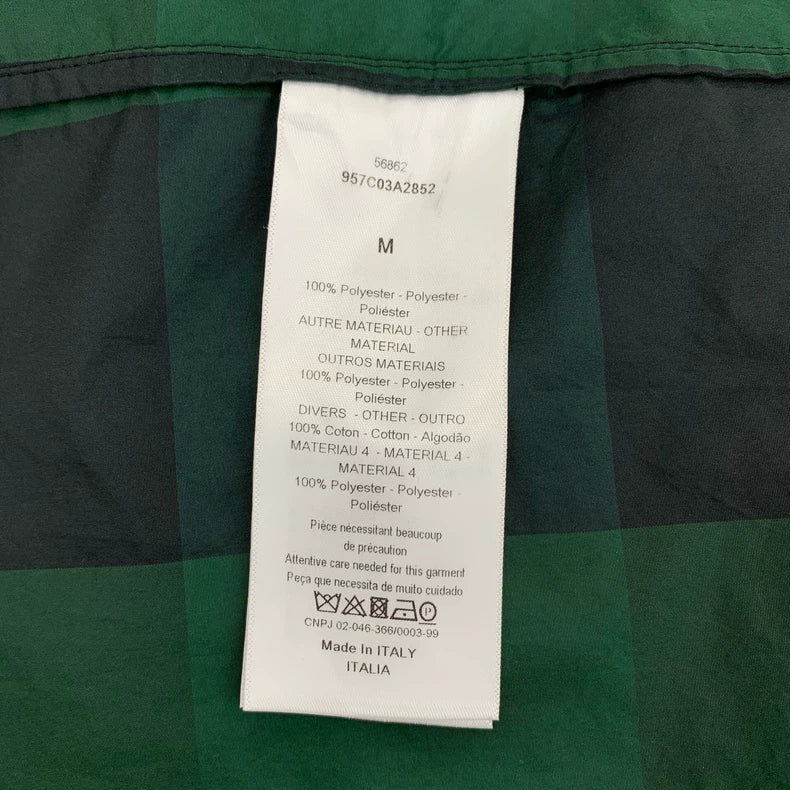 56862
957C03A2852
M
100% Polyester - Polyester -
Poliéster
AUTRE MATERIAU - OTHER
MATERIAL
OUTROS MATERIAIS
100% Polyester - Polyester -
Poliéster
DIVERS - OTHER - OUTRO
100% Coton - Cotton - Algodão
MATERIAU 4 - MATERIAL 4 -
MATERIAL 4
100% Polyester - Polyester -
Poliéster
Pièce nécessitant beaucoup
de précaution
Attentive care needed for this garment
Peça que necessita de muito cuidado
P
CNPJ 02-046-366/0003-99
Made In ITALY
ITALIA